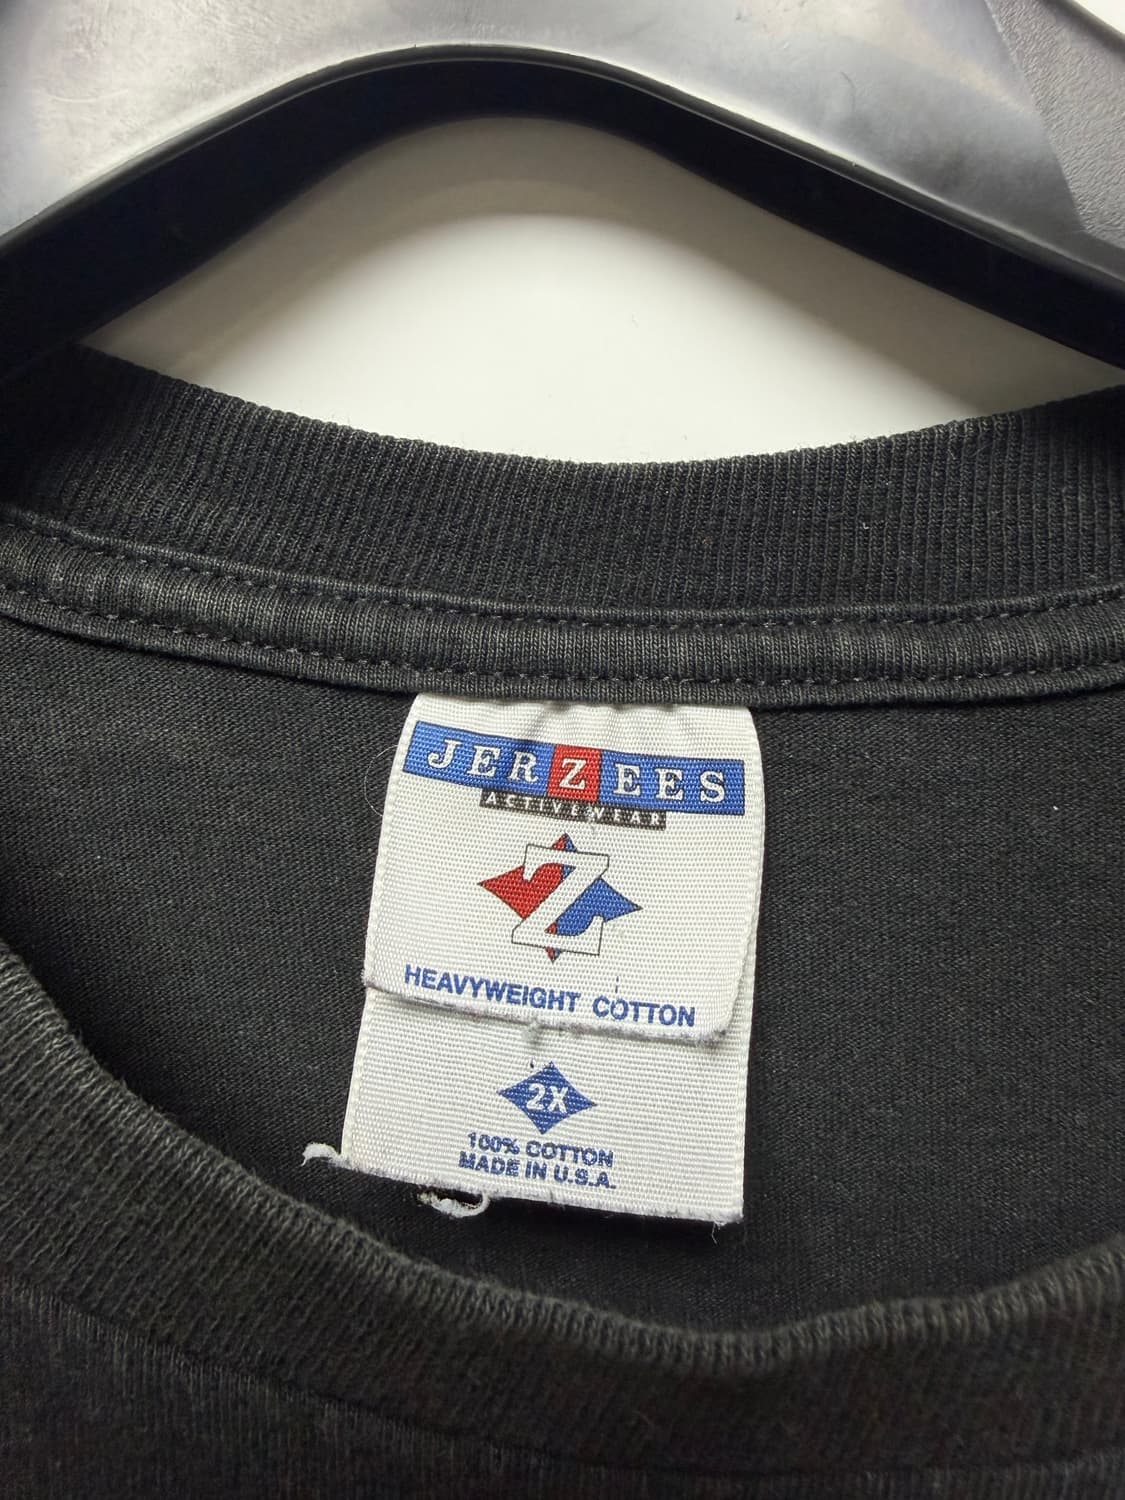 JERZEES
ACTIVEWEAR
Z
HEAVYWEIGHT COTTON
2X
100% COTTON
MADE IN U.S.A.